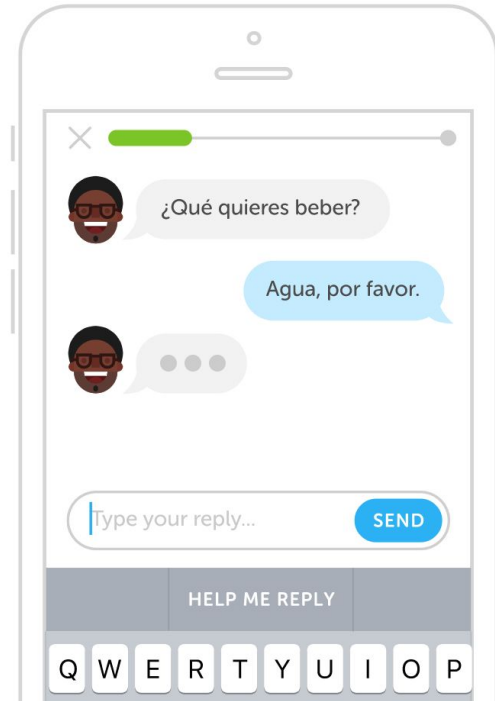 ¿Qué quieres beber?
Agua, por favor.
Type your reply...
SEND
HELP ME REPLY
Q W E R T Y U I O P